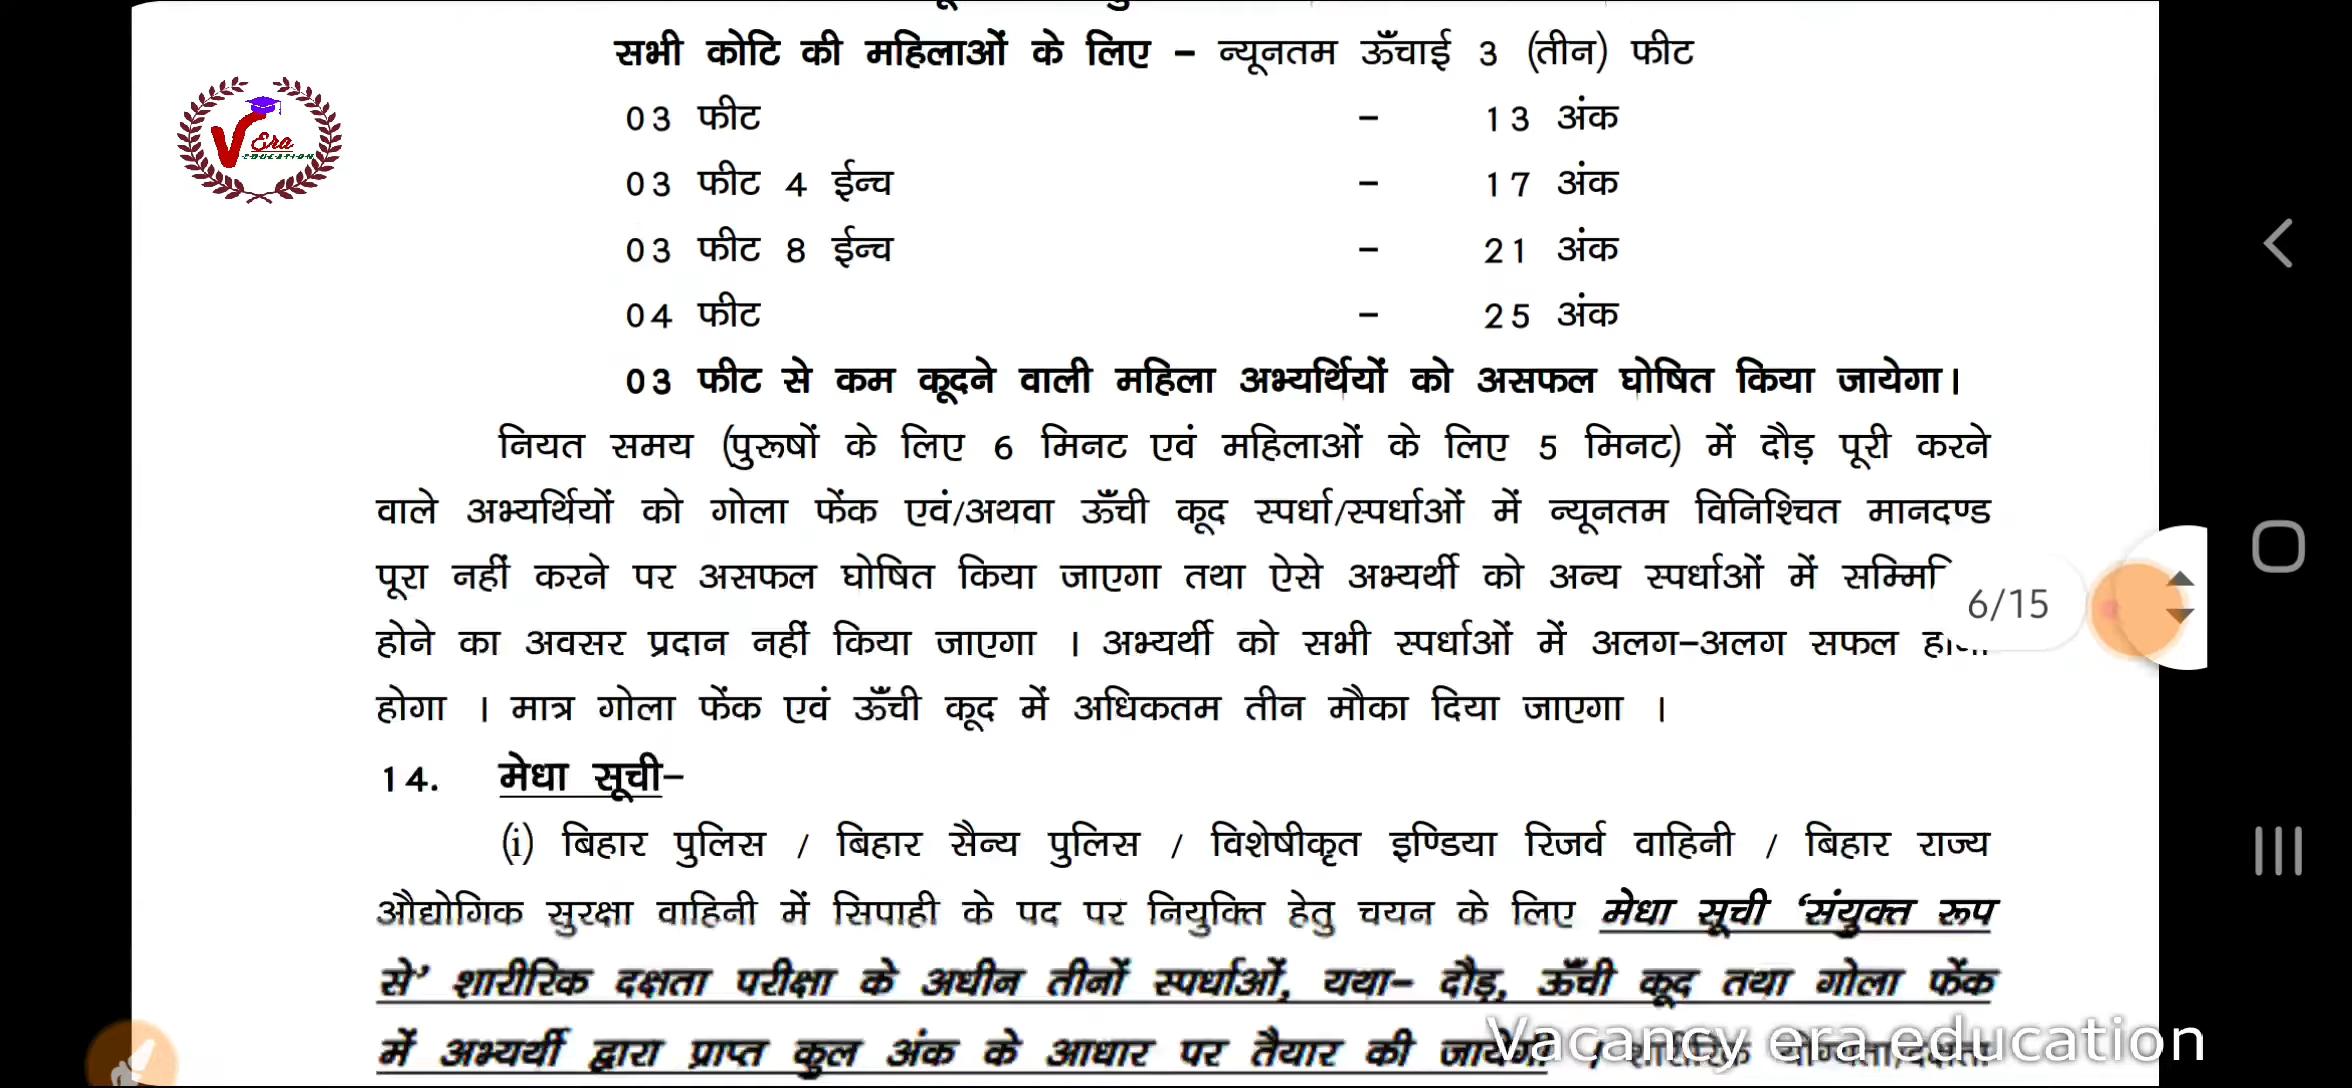 सभी कोटि की महिलाओं के लिए – न्यूनतम ऊँचाई 3 (तीन) फीट
03 फीट – 13 अंक
03 फीट 4 ईन्च – 17 अंक
03 फीट 8 ईन्च – 21 अंक
04 फीट – 25 अंक
03 फीट से कम कूदने वाली महिला अभ्यर्थियों को असफल घोषित किया जायेगा।
नियत समय (पुरूषों के लिए 6 मिनट एवं महिलाओं के लिए 5 मिनट) में दौड़ पूरी करने
वाले अभ्यर्थियों को गोला फेंक एवं/अथवा ऊँची कूद स्पर्धा/स्पर्धाओं में न्यूनतम विनिश्चित मानदण्ड
पूरा नहीं करने पर असफल घोषित किया जाएगा तथा ऐसे अभ्यर्थी को अन्य स्पर्धाओं में
6/15
होने का अवसर प्रदान नहीं किया जाएगा । अभ्यर्थी को सभी स्पर्धाओं में अलग–अलग सफल
होगा । मात्र गोला फेंक एवं ऊँची कूद में अधिकतम तीन मौका दिया जाएगा ।
14. मेधा सूची–
(i) बिहार पुलिस / बिहार सैन्य पुलिस / विशेषीकृत इण्डिया रिजर्व वाहिनी / बिहार राज्य
औद्योगिक सुरक्षा वाहिनी में सिपाही के पद पर नियुक्ति हेतु चयन के लिए मेधा सूची ‘संयुक्त रूप
से’ शारीरिक दक्षता परीक्षा के अधीन तीनों स्पर्धाओं, यथा– दौड़, ऊँची कूद तथा गोला फेंक
में अभ्यर्थी द्वारा प्राप्त कुल अंक के आधार पर तैयार की जायेगी ।
Vacancy era education
V Era
EDUCATION